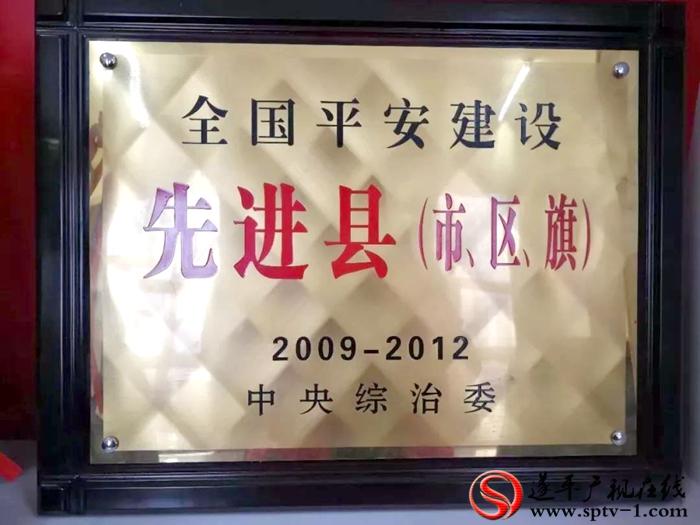 全国平安建设
先进县(市、区、旗)
2009-2012
中央综治委
遂平广视在线
www.sptv-1.com